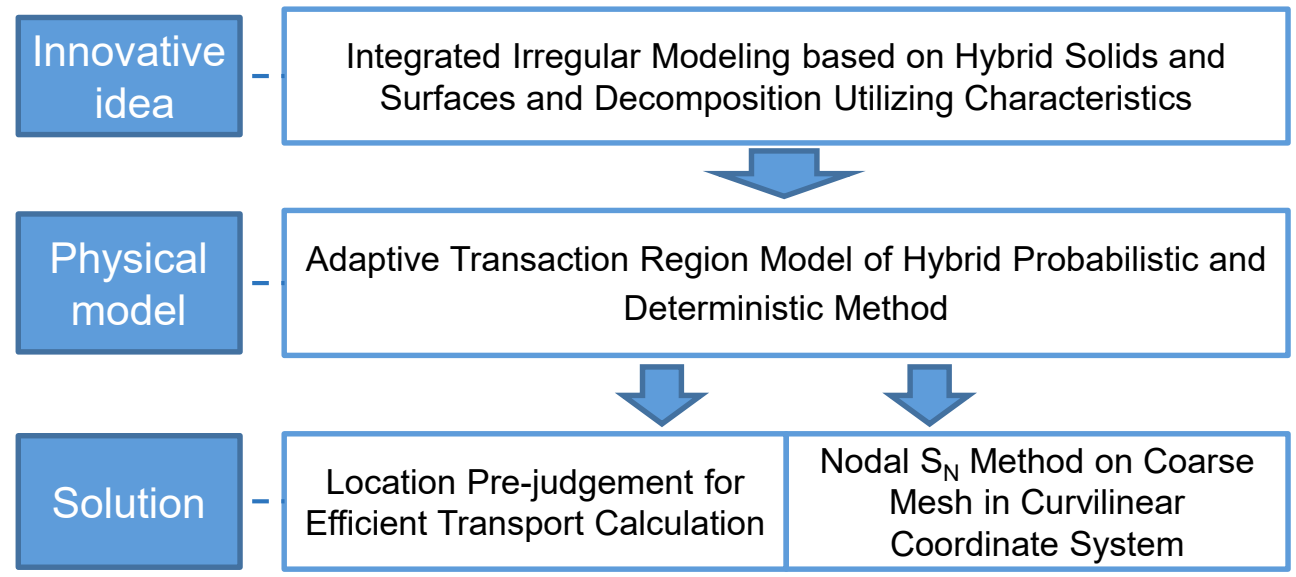 Innovative
idea
Integrated Irregular Modeling based on Hybrid Solids and
Surfaces and Decomposition Utilizing Characteristics
Physical
model
Adaptive Transaction Region Model of Hybrid Probabilistic and
Deterministic Method
Solution
Location Pre-judgement for
Efficient Transport Calculation
Nodal S_N Method on Coarse
Mesh in Curvilinear
Coordinate System